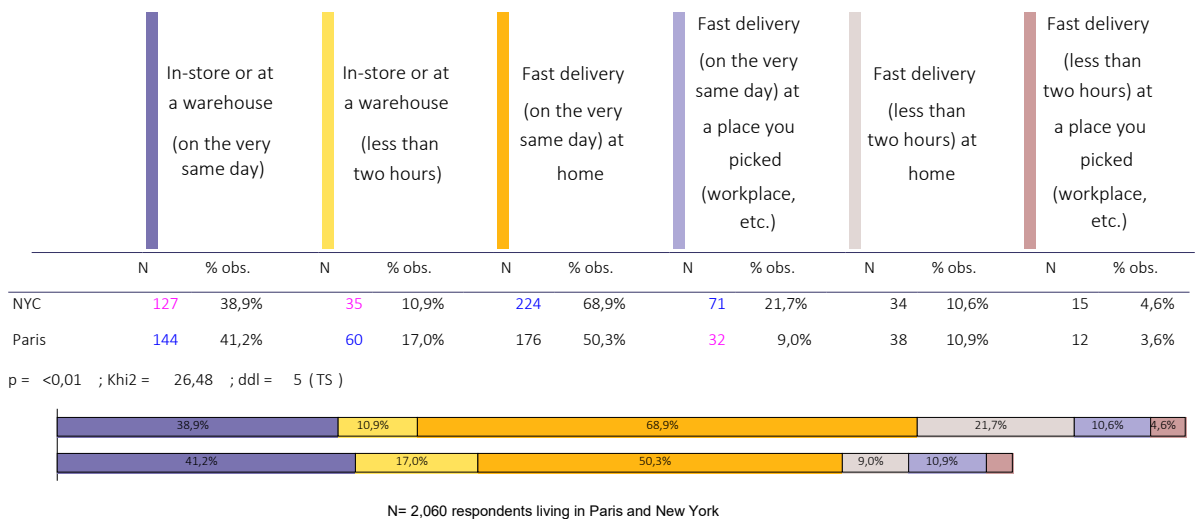 In-store or at
a warehouse
(on the very
same day)
In-store or at
a warehouse
(less than
two hours)
Fast delivery
(on the very
same day) at
home
Fast delivery
(on the very
same day) at
a place you
picked
(workplace,
etc.)
Fast delivery
(less than
two hours) at
home
Fast delivery
(less than
two hours) at
a place you
picked
(workplace,
etc.)
N % obs. N % obs. N % obs. N % obs. N % obs. N % obs.
NYC 127 38,9% 35 10,9% 224 68,9% 71 21,7% 34 10,6% 15 4,6%
Paris 144 41,2% 60 17,0% 176 50,3% 32 9,0% 38 10,9% 12 3,6%
p = <0,01 ; Khi2 = 26,48 ; ddl = 5 ( TS )
38,9% 10,9% 68,9% 21,7% 10,6% 4,6%
41,2% 17,0% 50,3% 9,0% 10,9%
N= 2,060 respondents living in Paris and New York